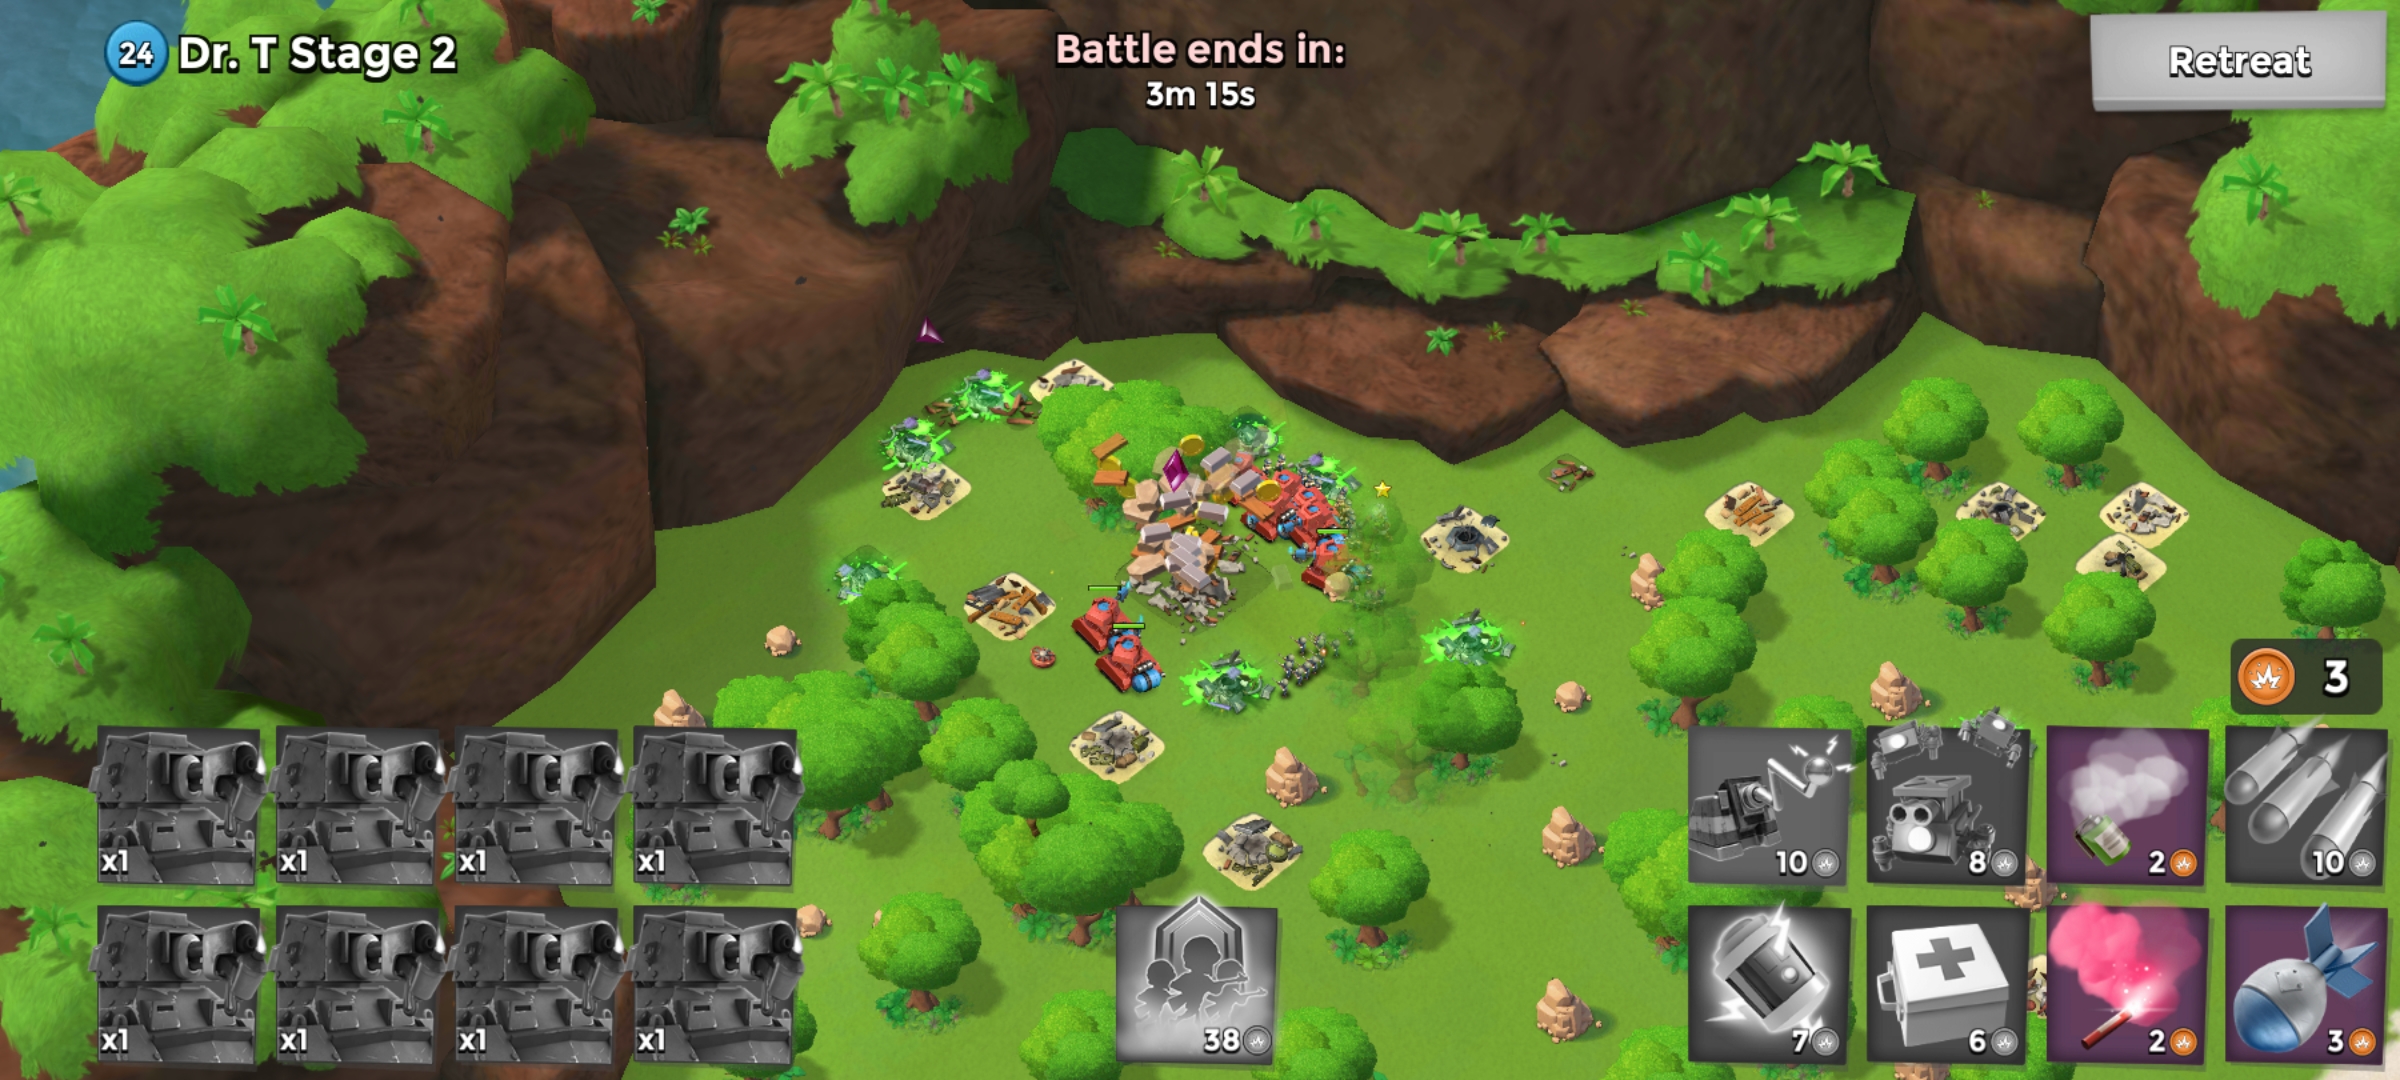 24 Dr. T Stage 2
Battle ends in:
3m 15s
Retreat
3
x1 x1 x1 x1
10 8 2 10
x1 x1 x1 x1
38
7 6 2 3